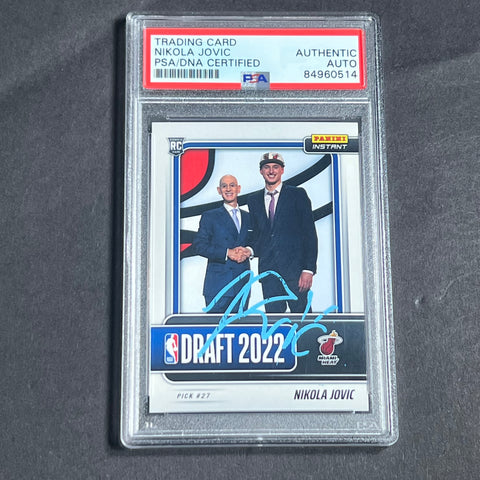 TRADING CARD
NIKOLA JOVIC
PSA/DNA CERTIFIED
AUTHENTIC
AUTO
84960514
PSA
RC
PANINI
INSTANT
NBA
DRAFT 2022
MIAMI
HEAT
PICK #27
NIKOLA JOVIC